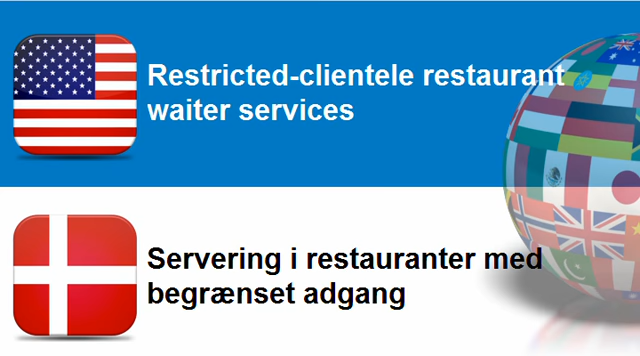 Restricted-clientele restaurant
waiter services
Servering i restauranter med
begrænset adgang